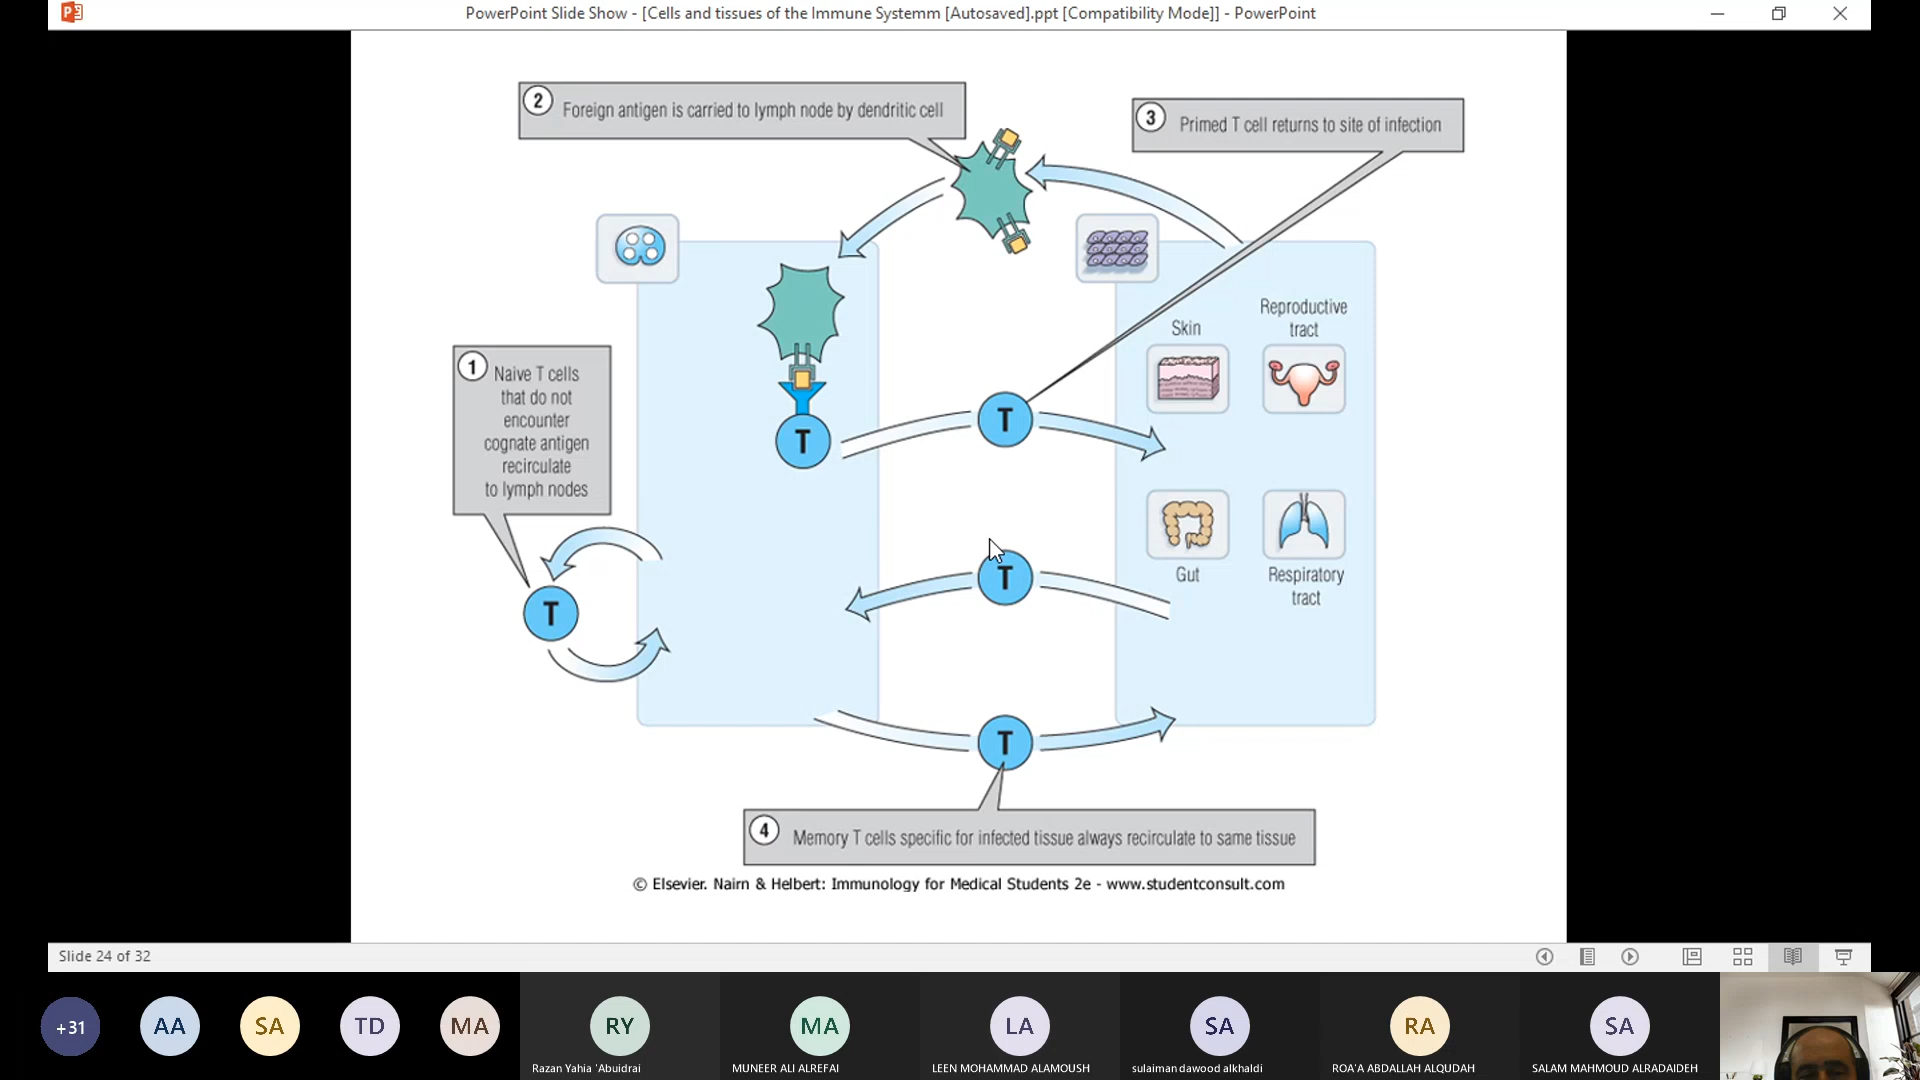 PowerPoint Slide Show - [Cells and tissues of the Immune Systemm [Autosaved].ppt [Compatibility Mode]] - PowerPoint
2 Foreign antigen is carried to lymph node by dendritic cell
3 Primed T cell returns to site of infection
Reproductive
tract
Skin
1 Naive T cells
that do not
encounter
cognate antigen
recirculate
to lymph nodes
T
T
T
Gut
Respiratory
tract
T
T
4 Memory T cells specific for infected tissue always recirculate to same tissue
© Elsevier. Nairn & Helbert: Immunology for Medical Students 2e - www.studentconsult.com
Slide 24 of 32
+31
AA
SA
TD
MA
RY
MA
LA
SA
RA
SA
Razan Yahia 'Abuidrai
MUNEER ALI ALREFAI
LEEN MOHAMMAD ALAMOUSH
sulaiman dawood alkhaldi
ROA'A ABDALLAH ALQUDAH
SALAM MAHMOUD ALRADAIDEH